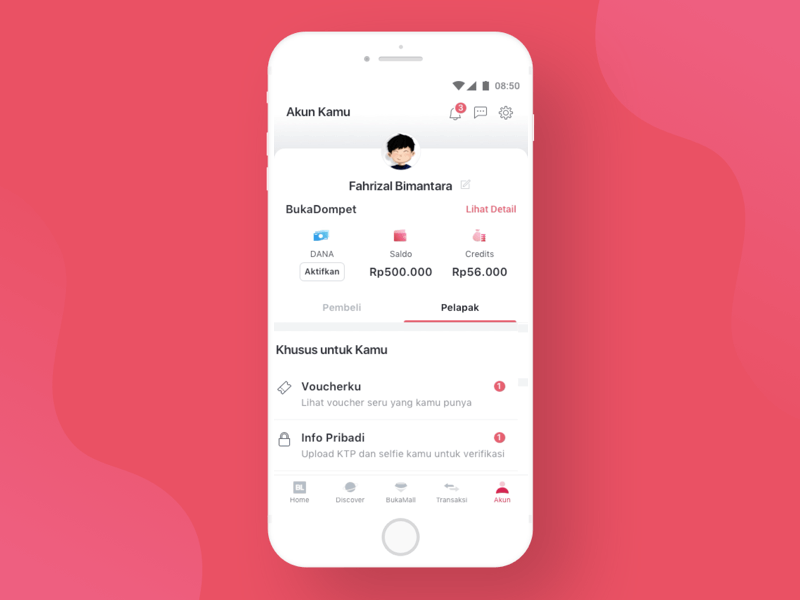 08:50
Akun Kamu
3
Fahrizal Bimantara
BukaDompet Lihat Detail
DANA Saldo Credits
Aktifkan Rp500.000 Rp56.000
Pembeli Pelapak
Khusus untuk Kamu
Voucherku 1
Lihat voucher seru yang kamu punya
Info Pribadi 1
Upload KTP dan selfie kamu untuk verifikasi
BL
Home Discover BukaMall Transaksi Akun